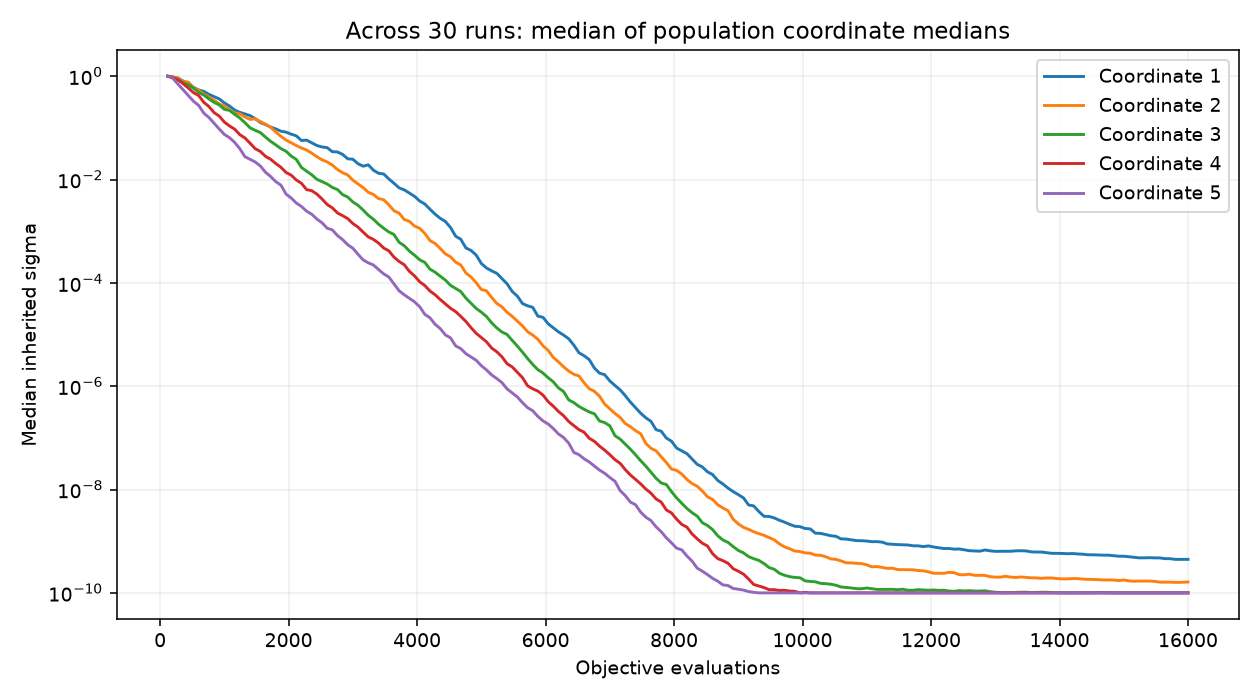 Across 30 runs: median of population coordinate medians
Coordinate 1
Coordinate 2
Coordinate 3
Coordinate 4
Coordinate 5
Median inherited sigma
10⁰
10⁻²
10⁻⁴
10⁻⁶
10⁻⁸
10⁻¹⁰
0 2000 4000 6000 8000 10000 12000 14000 16000
Objective evaluations